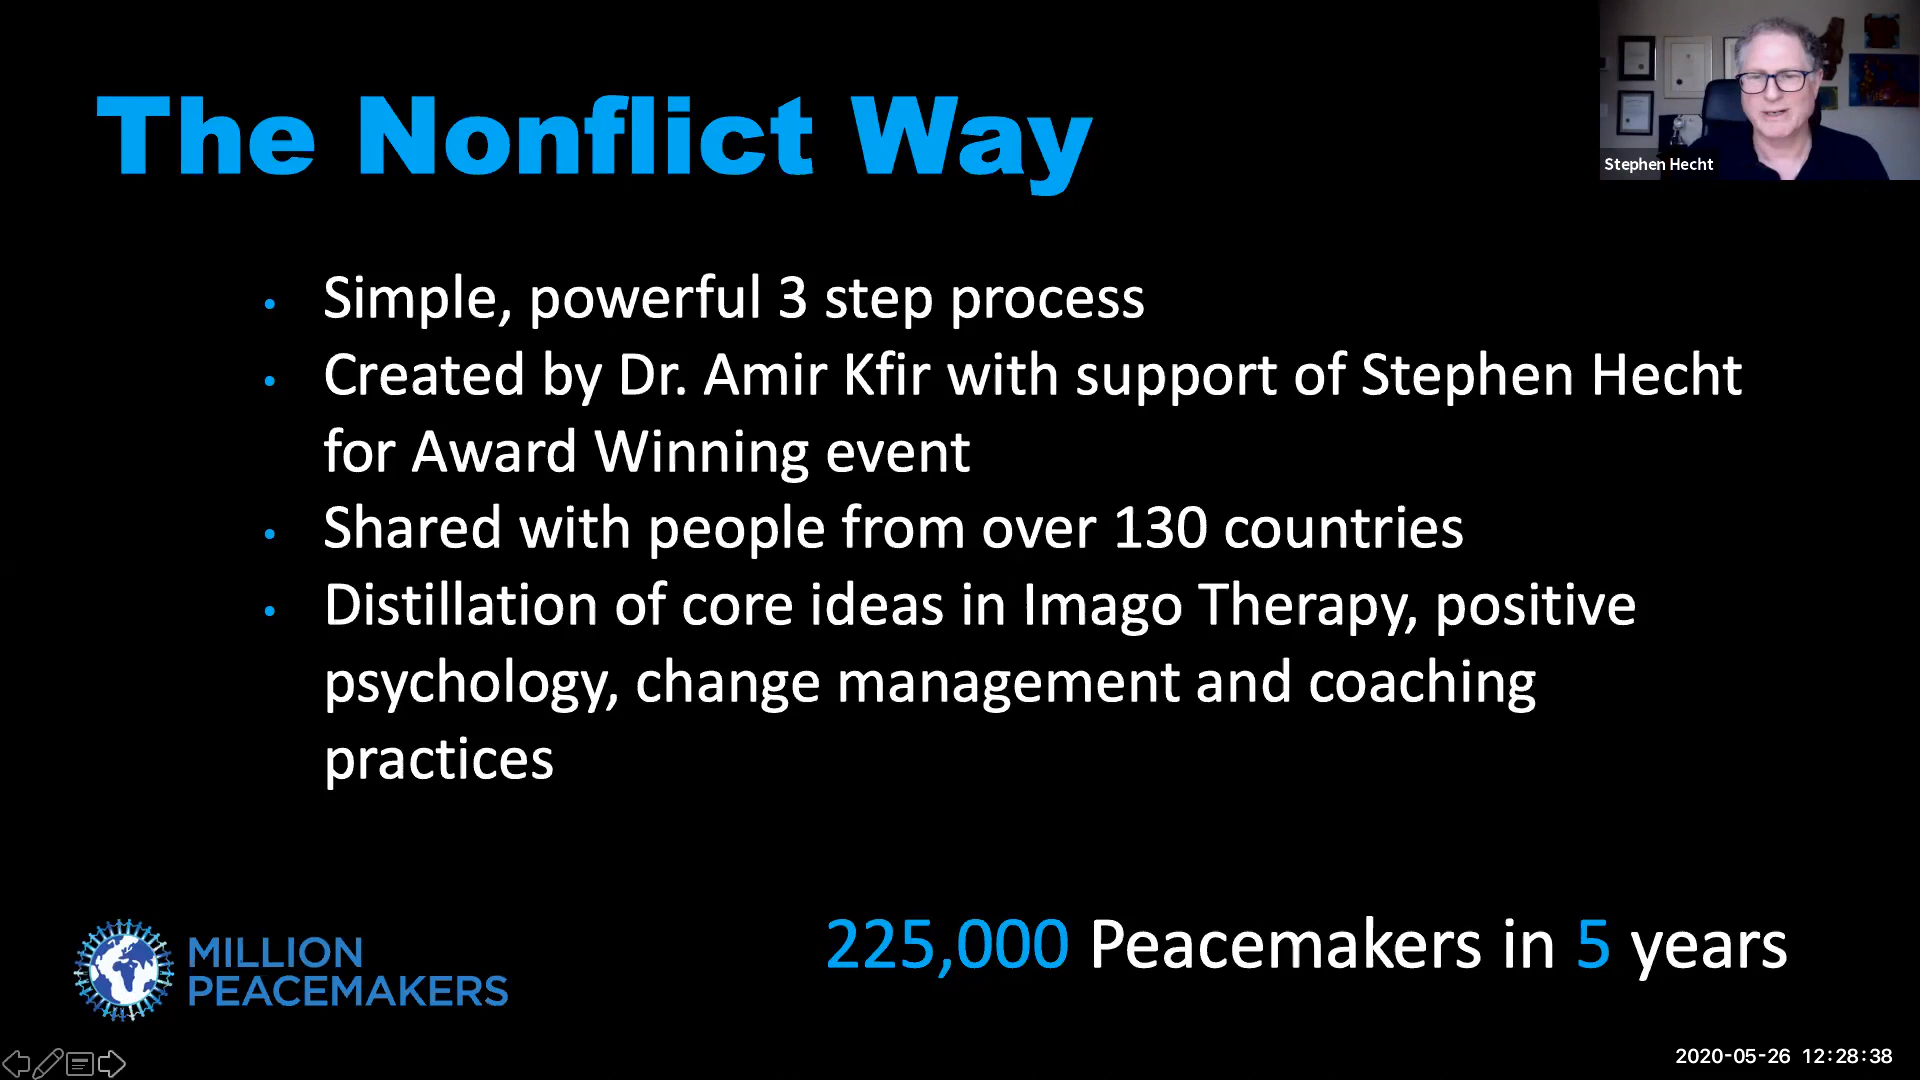 The Nonflict Way
Stephen Hecht
• Simple, powerful 3 step process
• Created by Dr. Amir Kfir with support of Stephen Hecht
for Award Winning event
• Shared with people from over 130 countries
• Distillation of core ideas in Imago Therapy, positive
psychology, change management and coaching
practices
MILLION
PEACEMAKERS
225,000 Peacemakers in 5 years
2020-05-26 12:28:38